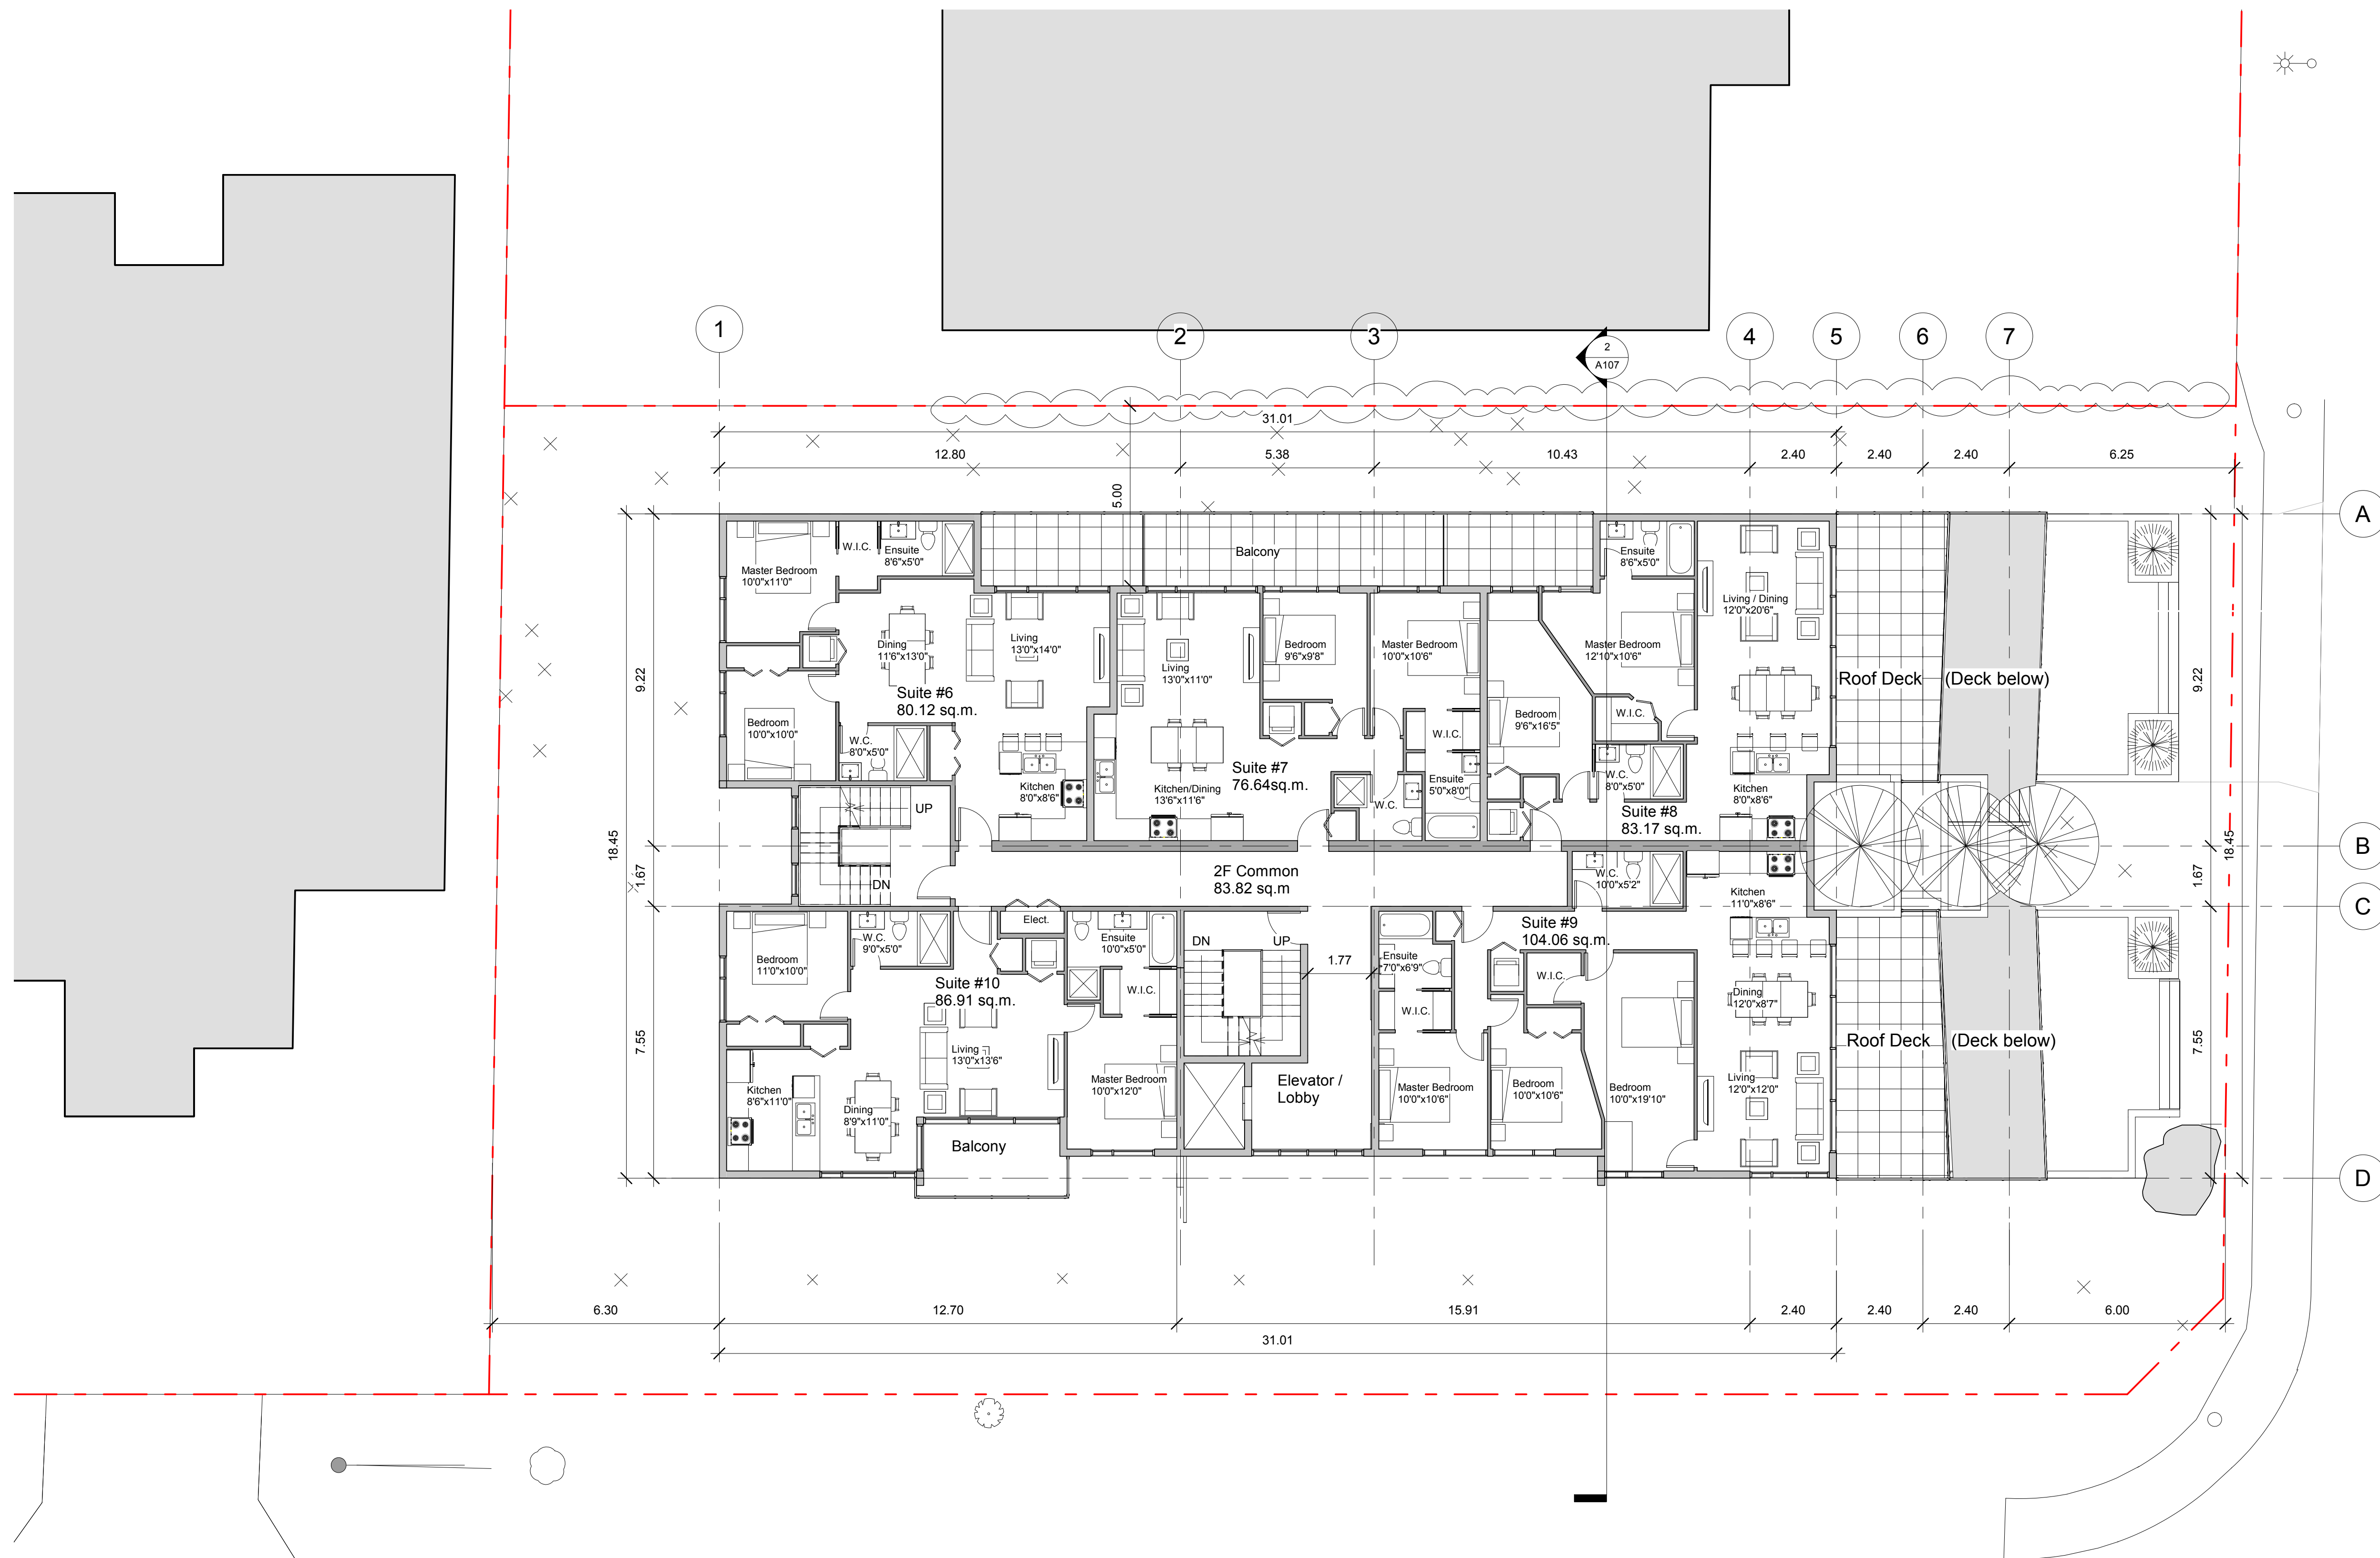 1
2
3
4
5
6
7
2
A107
31.01
12.80
5.38
10.43
2.40
2.40
2.40
6.25
5.00
A
B
C
D
18.45
9.22
1.67
7.55
9.22
1.67
7.55
18.45
Master Bedroom
10'0"x11'0"
W.I.C.
Ensuite
8'6"x5'0"
Dining
11'6"x13'0"
Living
13'0"x14'0"
Suite #6
80.12 sq.m.
Bedroom
10'0"x10'0"
W.C.
8'0"x5'0"
Kitchen
8'0"x8'6"
UP
DN
Balcony
Living
13'0"x11'0"
Bedroom
9'6"x9'8"
Master Bedroom
10'0"x10'6"
W.I.C.
Suite #7
76.64sq.m.
Kitchen/Dining
13'6"x11'6"
W.C.
Ensuite
5'0"x8'0"
Ensuite
8'6"x5'0"
Living / Dining
12'0"x20'6"
Master Bedroom
12'10"x10'6"
Bedroom
9'6"x16'5"
W.I.C.
W.C.
8'0"x5'0"
Suite #8
83.17 sq.m.
Kitchen
8'0"x8'6"
Roof Deck
(Deck below)
2F Common
83.82 sq.m
W.C.
10'0"x5'2"
Kitchen
11'0"x8'6"
Bedroom
11'0"x10'0"
W.C.
9'0"x5'0"
Elect.
Ensuite
10'0"x5'0"
W.I.C.
Suite #10
86.91 sq.m.
Living
13'0"x13'6"
Master Bedroom
10'0"x12'0"
Kitchen
8'6"x11'0"
Dining
8'9"x11'0"
Balcony
DN
UP
1.77
Elevator /
Lobby
Ensuite
7'0"x6'9"
W.I.C.
Suite #9
104.06 sq.m.
W.I.C.
Master Bedroom
10'0"x10'6"
Bedroom
10'0"x10'6"
Bedroom
10'0"x19'10"
Dining
12'0"x8'7"
Living
12'0"x12'0"
Roof Deck
(Deck below)
6.30
12.70
15.91
2.40
2.40
2.40
6.00
31.01